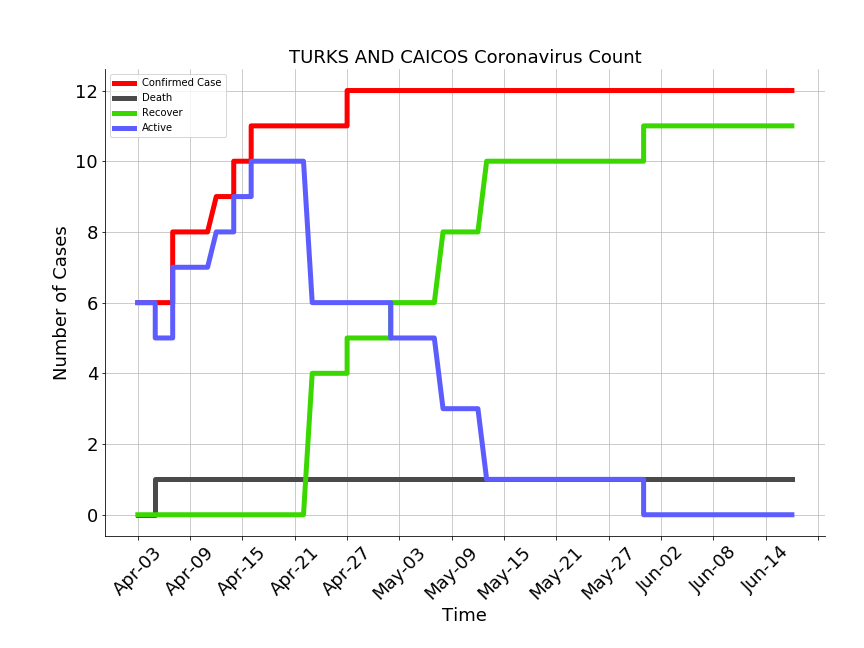 TURKS AND CAICOS Coronavirus Count
Confirmed Case
Death
Recover
Active
Number of Cases
12
10
8
6
4
2
0
Apr-03
Apr-09
Apr-15
Apr-21
Apr-27
May-03
May-09
May-15
May-21
May-27
Jun-02
Jun-08
Jun-14
Time